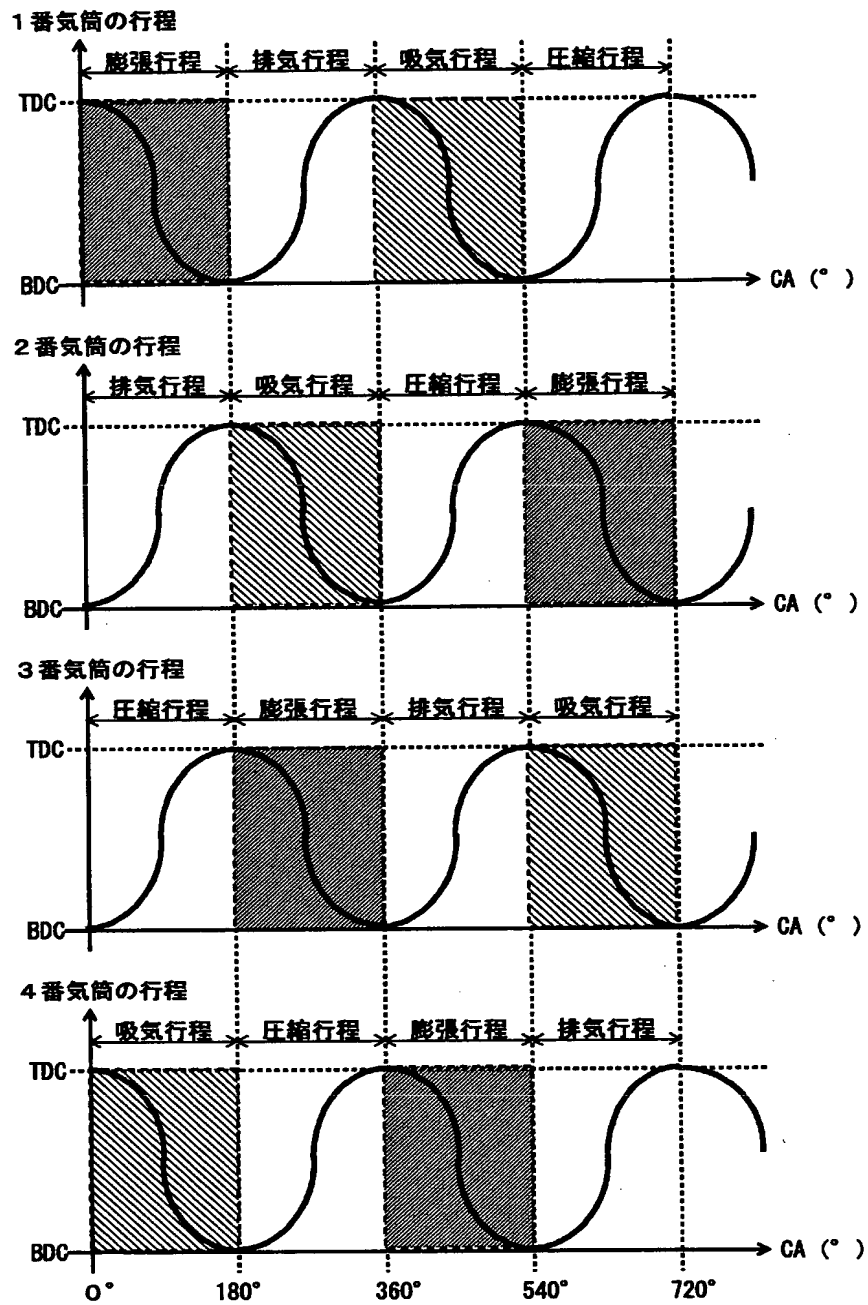 1番気筒の行程
膨張行程 排気行程 吸気行程 圧縮行程
TDC
BDC
CA (°)
2番気筒の行程
排気行程 吸気行程 圧縮行程 膨張行程
TDC
BDC
CA (°)
3番気筒の行程
圧縮行程 膨張行程 排気行程 吸気行程
TDC
BDC
CA (°)
4番気筒の行程
吸気行程 圧縮行程 膨張行程 排気行程
TDC
BDC
CA (°)
0° 180° 360° 540° 720°